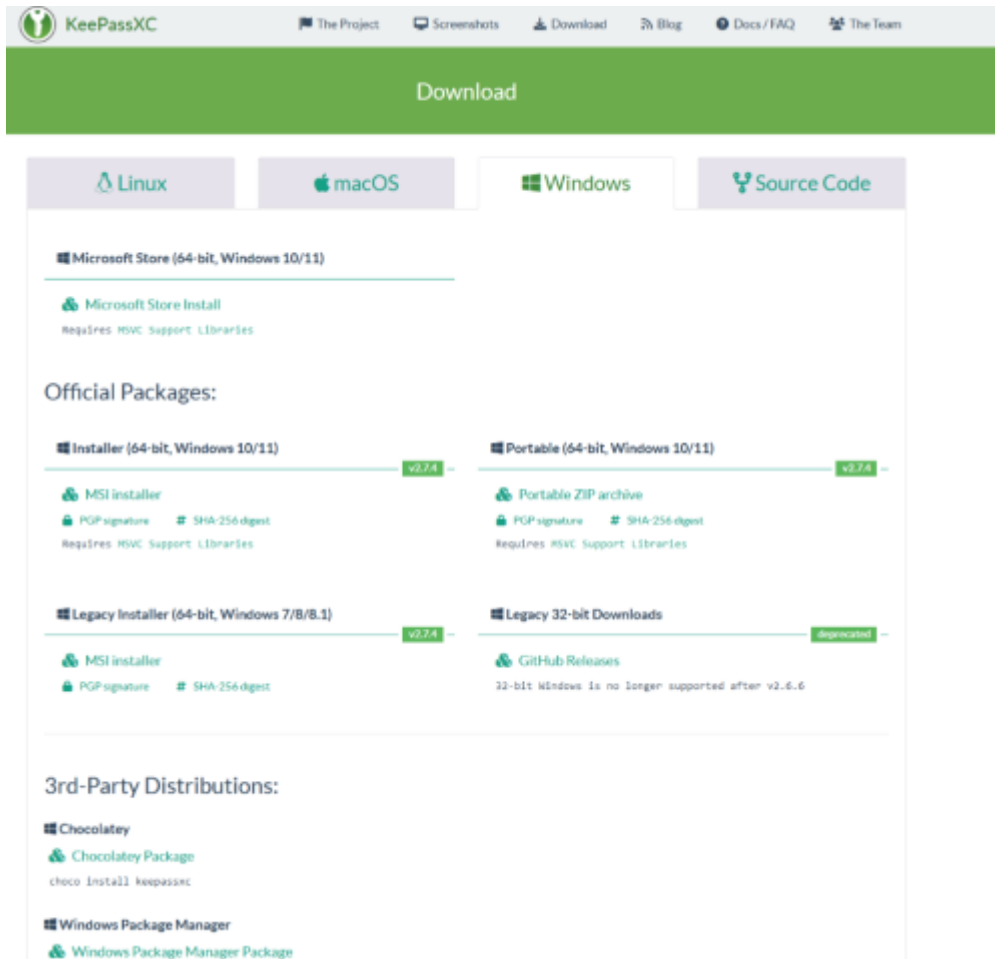 KeePassXC
The Project Screenshots Download Blog Docs / FAQ The Team
Download
Linux macOS Windows Source Code
Microsoft Store (64-bit, Windows 10/11)
Microsoft Store Install
Requires MSVC Support Libraries
Official Packages:
Installer (64-bit, Windows 10/11)
v2.7.4
MSI installer
PGP signature # SHA-256 digest
Requires MSVC Support Libraries
Portable (64-bit, Windows 10/11)
v2.7.4
Portable ZIP archive
PGP signature # SHA-256 digest
Requires MSVC Support Libraries
Legacy Installer (64-bit, Windows 7/8/8.1)
v2.7.4
MSI installer
PGP signature # SHA-256 digest
Legacy 32-bit Downloads
deprecated
GitHub Releases
32-bit Windows is no longer supported after v2.6.6
3rd-Party Distributions:
Chocolatey
Chocolatey Package
choco install keepassxc
Windows Package Manager
Windows Package Manager Package